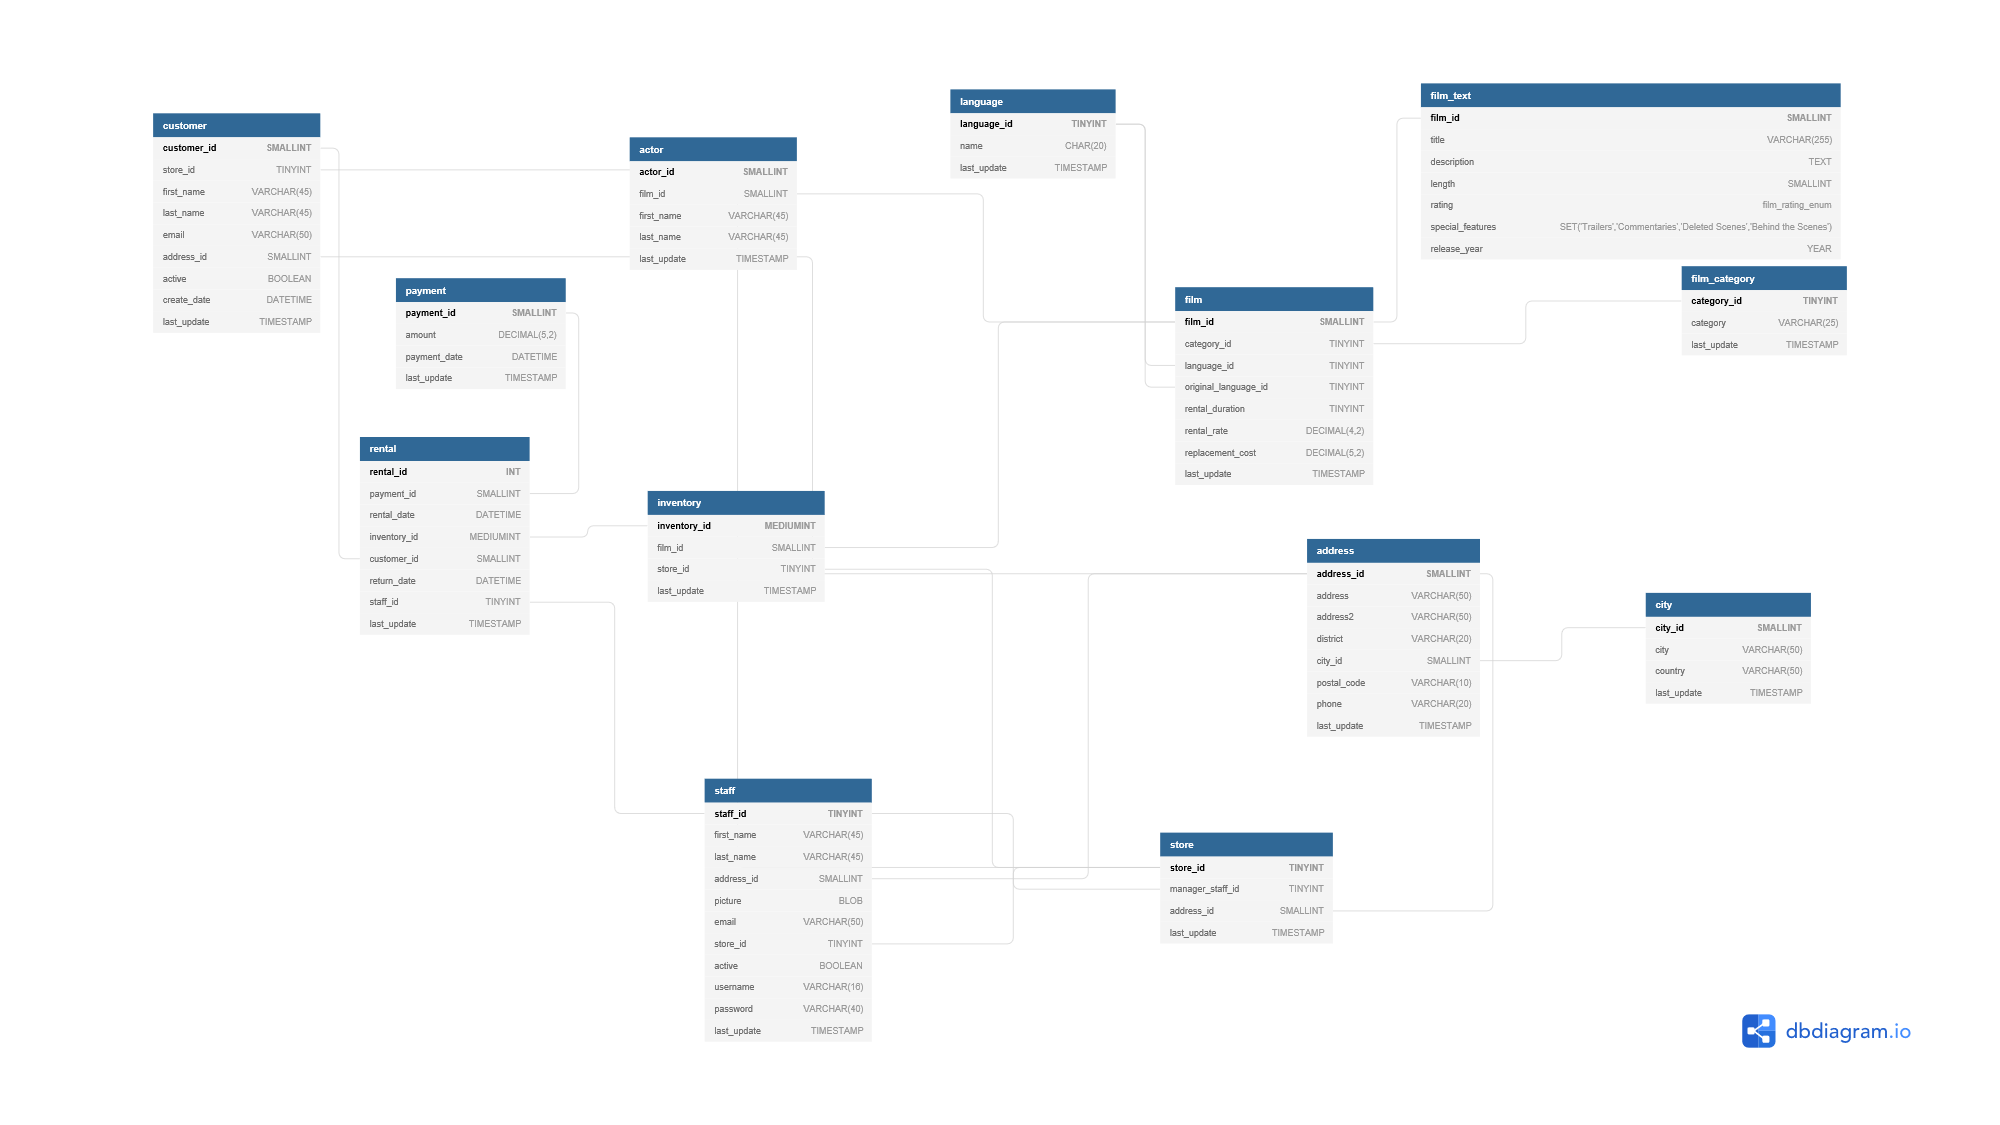 customer
customer_id SMALLINT
store_id TINYINT
first_name VARCHAR(45)
last_name VARCHAR(45)
email VARCHAR(50)
address_id SMALLINT
active BOOLEAN
create_date DATETIME
last_update TIMESTAMP
payment
payment_id SMALLINT
amount DECIMAL(5,2)
payment_date DATETIME
last_update TIMESTAMP
rental
rental_id INT
payment_id SMALLINT
rental_date DATETIME
inventory_id MEDIUMINT
customer_id SMALLINT
return_date DATETIME
staff_id TINYINT
last_update TIMESTAMP
actor
actor_id SMALLINT
film_id SMALLINT
first_name VARCHAR(45)
last_name VARCHAR(45)
last_update TIMESTAMP
inventory
inventory_id MEDIUMINT
film_id SMALLINT
store_id TINYINT
last_update TIMESTAMP
staff
staff_id TINYINT
first_name VARCHAR(45)
last_name VARCHAR(45)
address_id SMALLINT
picture BLOB
email VARCHAR(50)
store_id TINYINT
active BOOLEAN
username VARCHAR(16)
password VARCHAR(40)
last_update TIMESTAMP
language
language_id TINYINT
name CHAR(20)
last_update TIMESTAMP
film
film_id SMALLINT
category_id TINYINT
language_id TINYINT
original_language_id TINYINT
rental_duration TINYINT
rental_rate DECIMAL(4,2)
replacement_cost DECIMAL(5,2)
last_update TIMESTAMP
film_text
film_id SMALLINT
title VARCHAR(255)
description TEXT
length SMALLINT
rating film_rating_enum
special_features SET('Trailers','Commentaries','Deleted Scenes','Behind the Scenes')
release_year YEAR
film_category
category_id TINYINT
category VARCHAR(25)
last_update TIMESTAMP
address
address_id SMALLINT
address VARCHAR(50)
address2 VARCHAR(50)
district VARCHAR(20)
city_id SMALLINT
postal_code VARCHAR(10)
phone VARCHAR(20)
last_update TIMESTAMP
city
city_id SMALLINT
city VARCHAR(50)
country VARCHAR(50)
last_update TIMESTAMP
store
store_id TINYINT
manager_staff_id TINYINT
address_id SMALLINT
last_update TIMESTAMP
dbdiagram.io